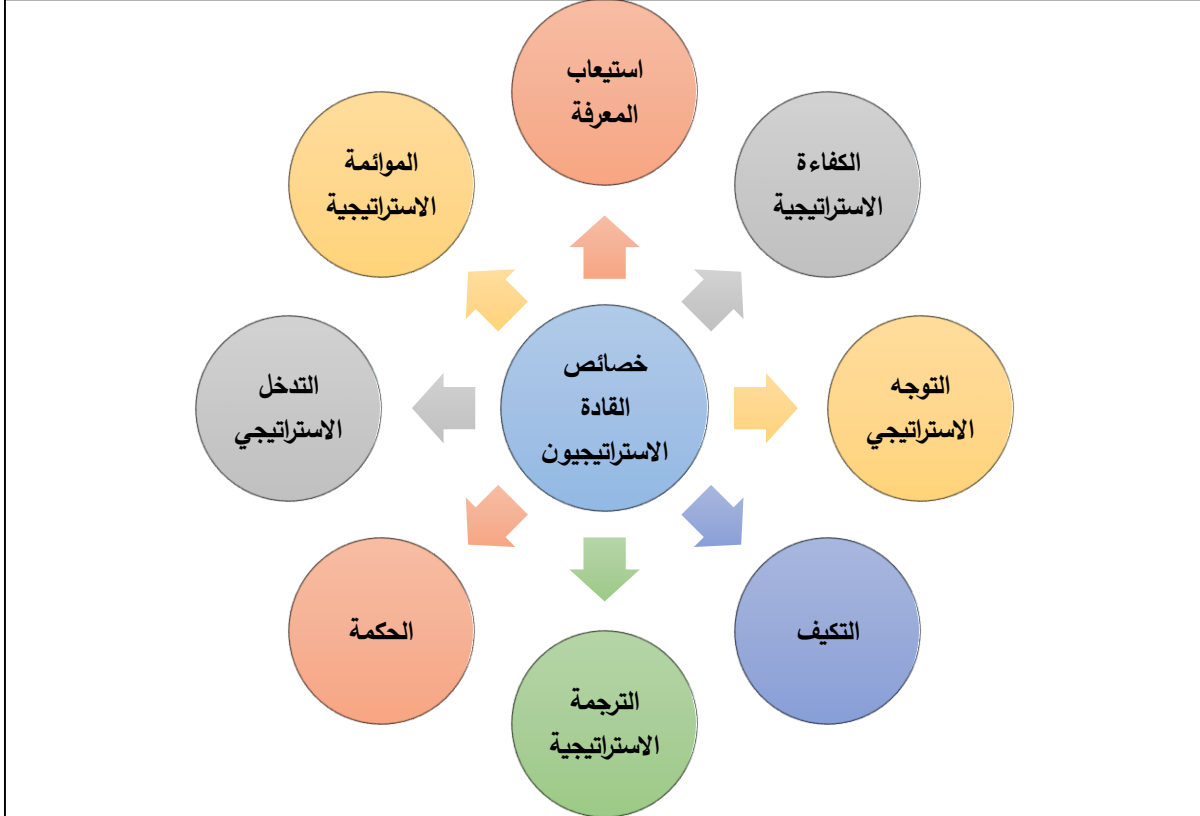 استيعاب
المعرفة
الكفاءة
الاستراتيجية
التوجه
الاستراتيجي
التكيف
الترجمة
الاستراتيجية
الحكمة
التدخل
الاستراتيجي
الموائمة
الاستراتيجية
خصائص
القادة
الاستراتيجيون